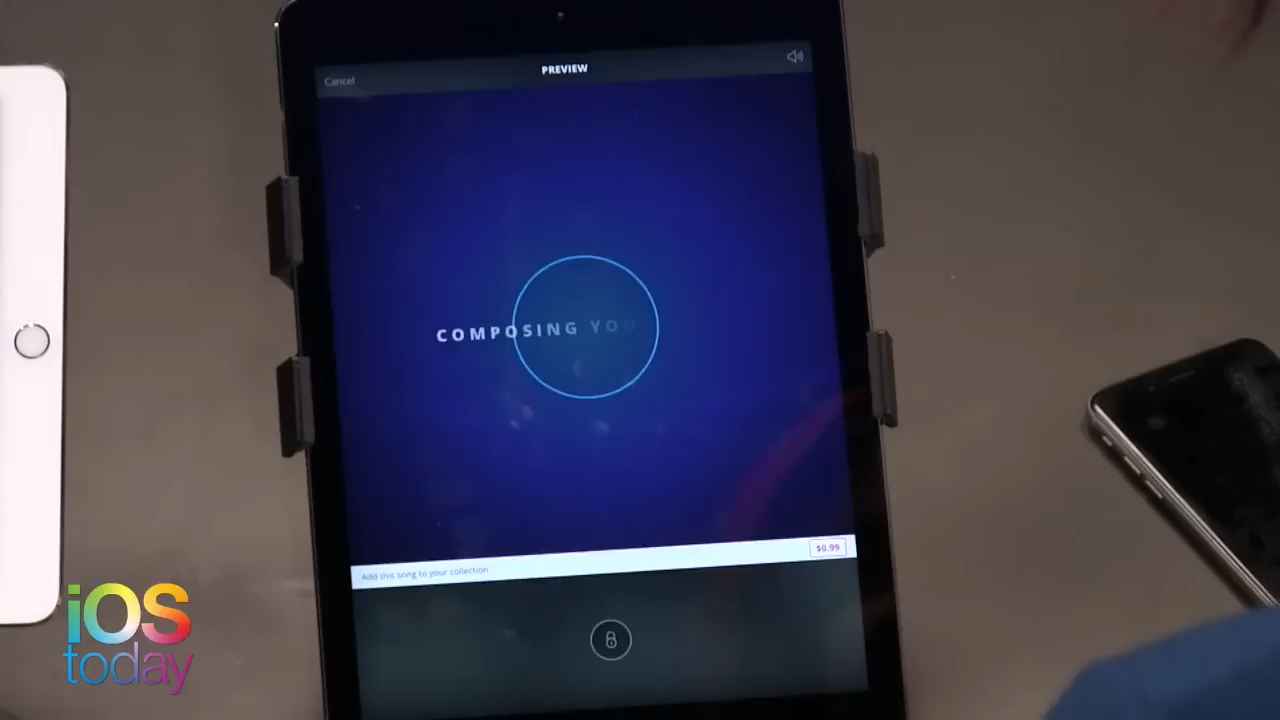 Cancel
PREVIEW
COMPOSING YOU
Add this song to your collection
$0.99
iOS
today